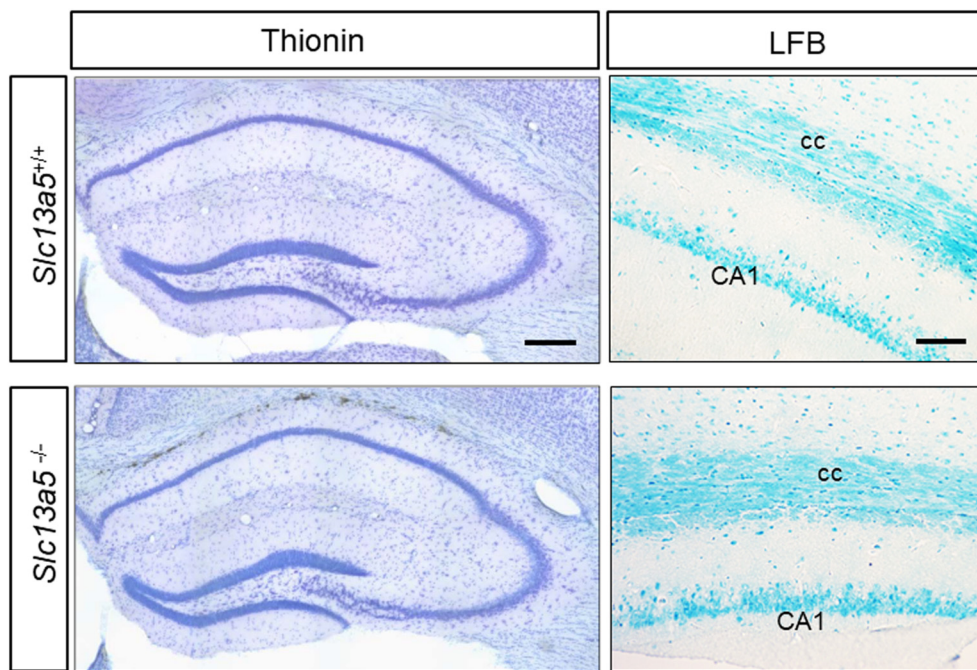 Thionin
LFB
Slc13a5+/+
cc
CA1
Slc13a5 -/-
cc
CA1